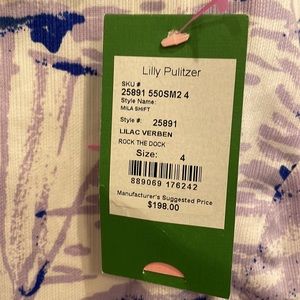 Lilly Pulitzer
SKU #
25891 550SM2 4
Style Name:
MILA SHIFT
Style #: 25891
LILAC VERBEN
ROCK THE DOCK
Size: 4
889069 176242
Manufacturer's Suggested Price
$198.00